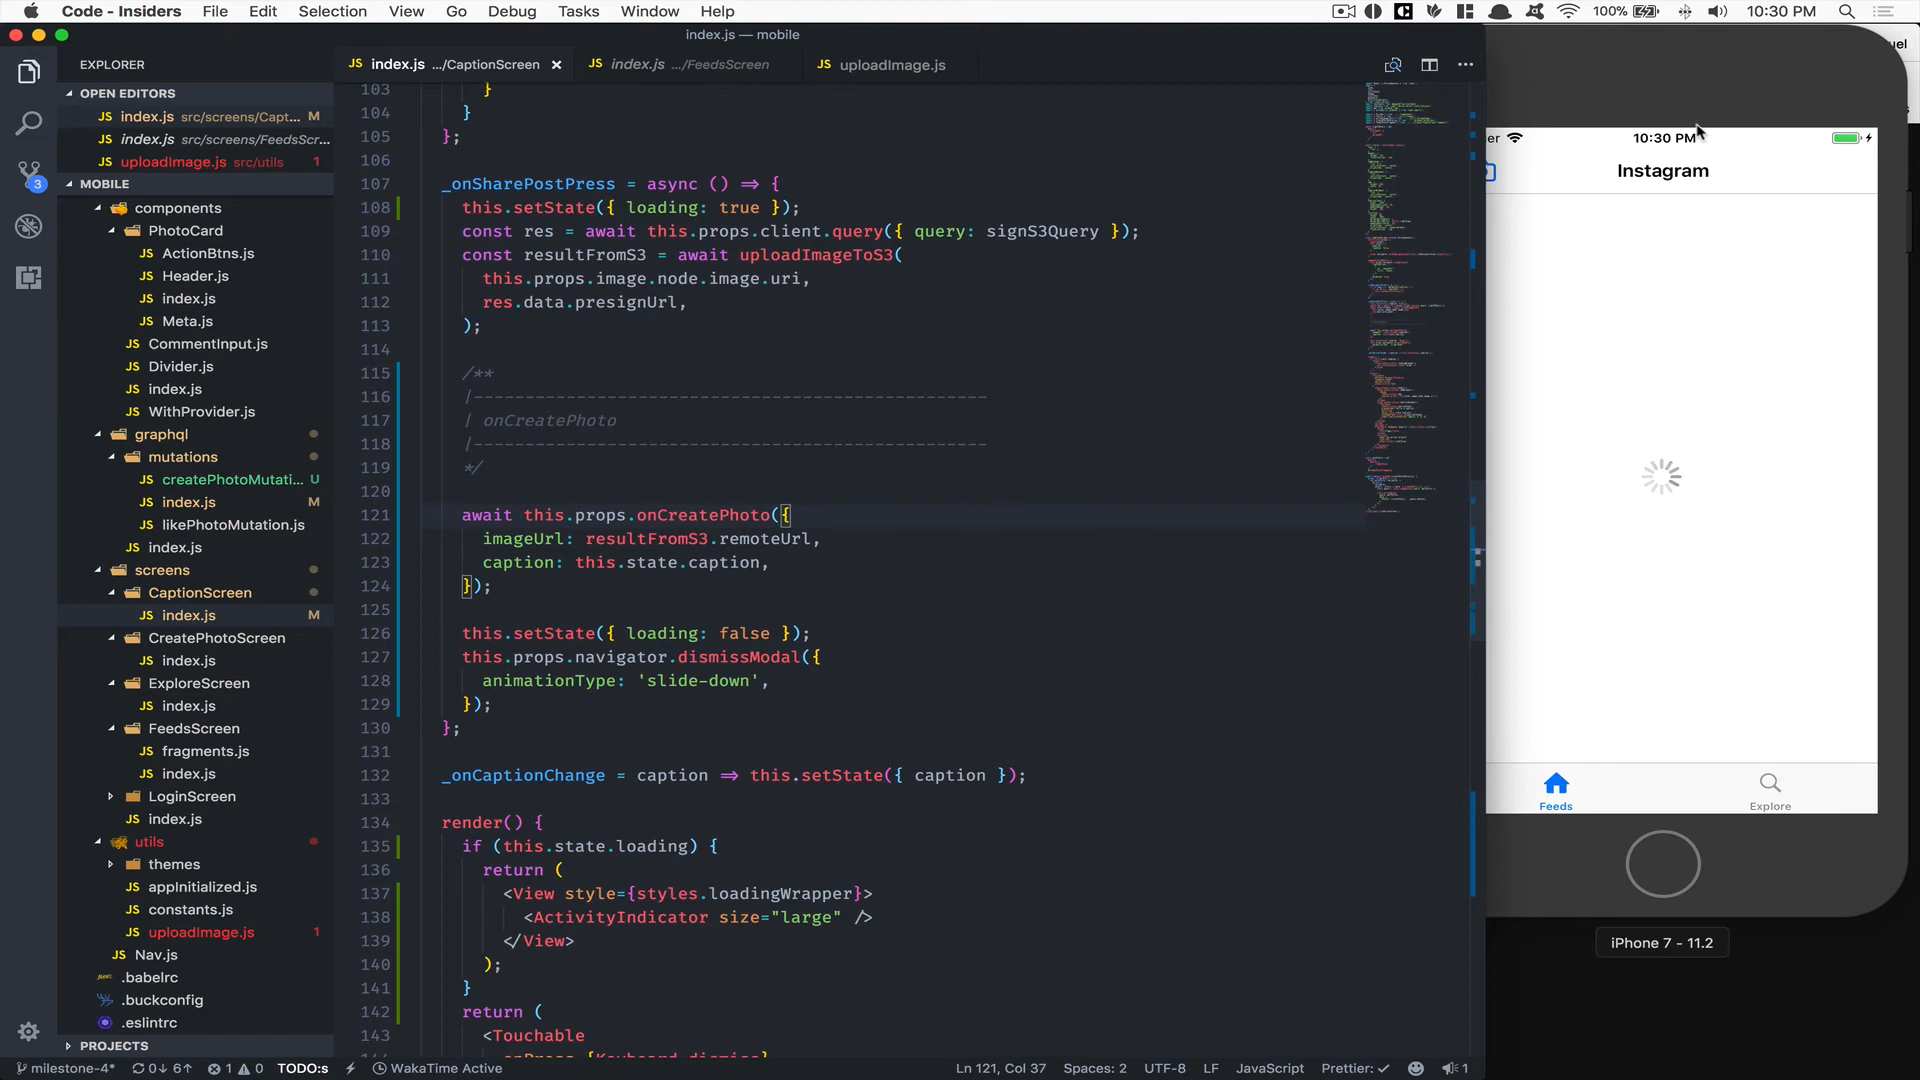 Code - Insiders File Edit Selection View Go Debug Tasks Window Help 100% 10:30 PM
index.js — mobile
EXPLORER
index.js .../CaptionScreen
index.js .../FeedsScreen
uploadImage.js
OPEN EDITORS
JS index.js src/screens/Capt... M
JS index.js src/screens/FeedsScr...
JS uploadImage.js src/utils 1
MOBILE
components
PhotoCard
JS ActionBtns.js
JS Header.js
JS index.js
JS Meta.js
JS CommentInput.js
JS Divider.js
JS index.js
JS WithProvider.js
graphql
mutations
JS createPhotoMutati... U
JS index.js M
JS likePhotoMutation.js
JS index.js
screens
CaptionScreen
JS index.js M
CreatePhotoScreen
JS index.js
ExploreScreen
JS index.js
FeedsScreen
JS fragments.js
JS index.js
LoginScreen
JS index.js
utils
themes
JS appInitialized.js
JS constants.js
JS uploadImage.js 1
JS Nav.js
.babelrc
.buckconfig
.eslintrc
PROJECTS
103 }
104 }
105 };
106
107 _onSharePostPress = async () => {
108 this.setState({ loading: true });
109 const res = await this.props.client.query({ query: signS3Query });
110 const resultFromS3 = await uploadImageToS3(
111 this.props.image.node.image.uri,
112 res.data.presignUrl,
113 );
114
115 /**
116 |--------------------------------------------------
117 | onCreatePhoto
118 |--------------------------------------------------
119 */
120
121 await this.props.onCreatePhoto({
122 imageUrl: resultFromS3.remoteUrl,
123 caption: this.state.caption,
124 });
125
126 this.setState({ loading: false });
127 this.props.navigator.dismissModal({
128 animationType: 'slide-down',
129 });
130 };
131
132 _onCaptionChange = caption => this.setState({ caption });
133
134 render() {
135 if (this.state.loading) {
136 return (
137 <View style={styles.loadingWrapper}>
138 <ActivityIndicator size="large" />
139 </View>
140 );
141 }
142 return (
143 <Touchable
uel
er 10:30 PM
Instagram
Feeds
Explore
iPhone 7 - 11.2
3
milestone-4* 0↓ 6↑ 1 0 TODO:s WakaTime Active Ln 121, Col 37 Spaces: 2 UTF-8 LF JavaScript Prettier: ✓ 1